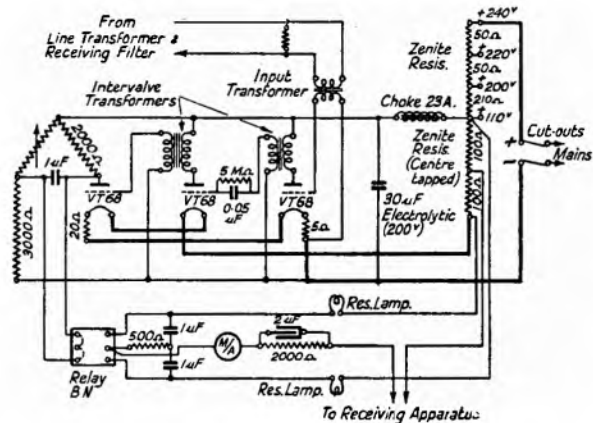 From
Line Transformer &
Receiving Filter
Intervalve
Transformers
Input
Transformer
Zenite
Resis.
+240v
50Ω
+220v
50Ω
+200v
210Ω
+110v
Choke 23A.
Zenite
Resis.
(Centre
tapped)
100Ω
100Ω
+
-
Cut-outs
Mains
2000Ω
1µF
3000Ω
VT68
20Ω
VT68
5MΩ
0·05
µF
VT68
5Ω
30µF
Electrolytic
(200v)
Relay
BN
500Ω
1µF
1µF
M/A
2µF
2000Ω
Res.Lamp.
Res.Lamp.
To Receiving Apparatus